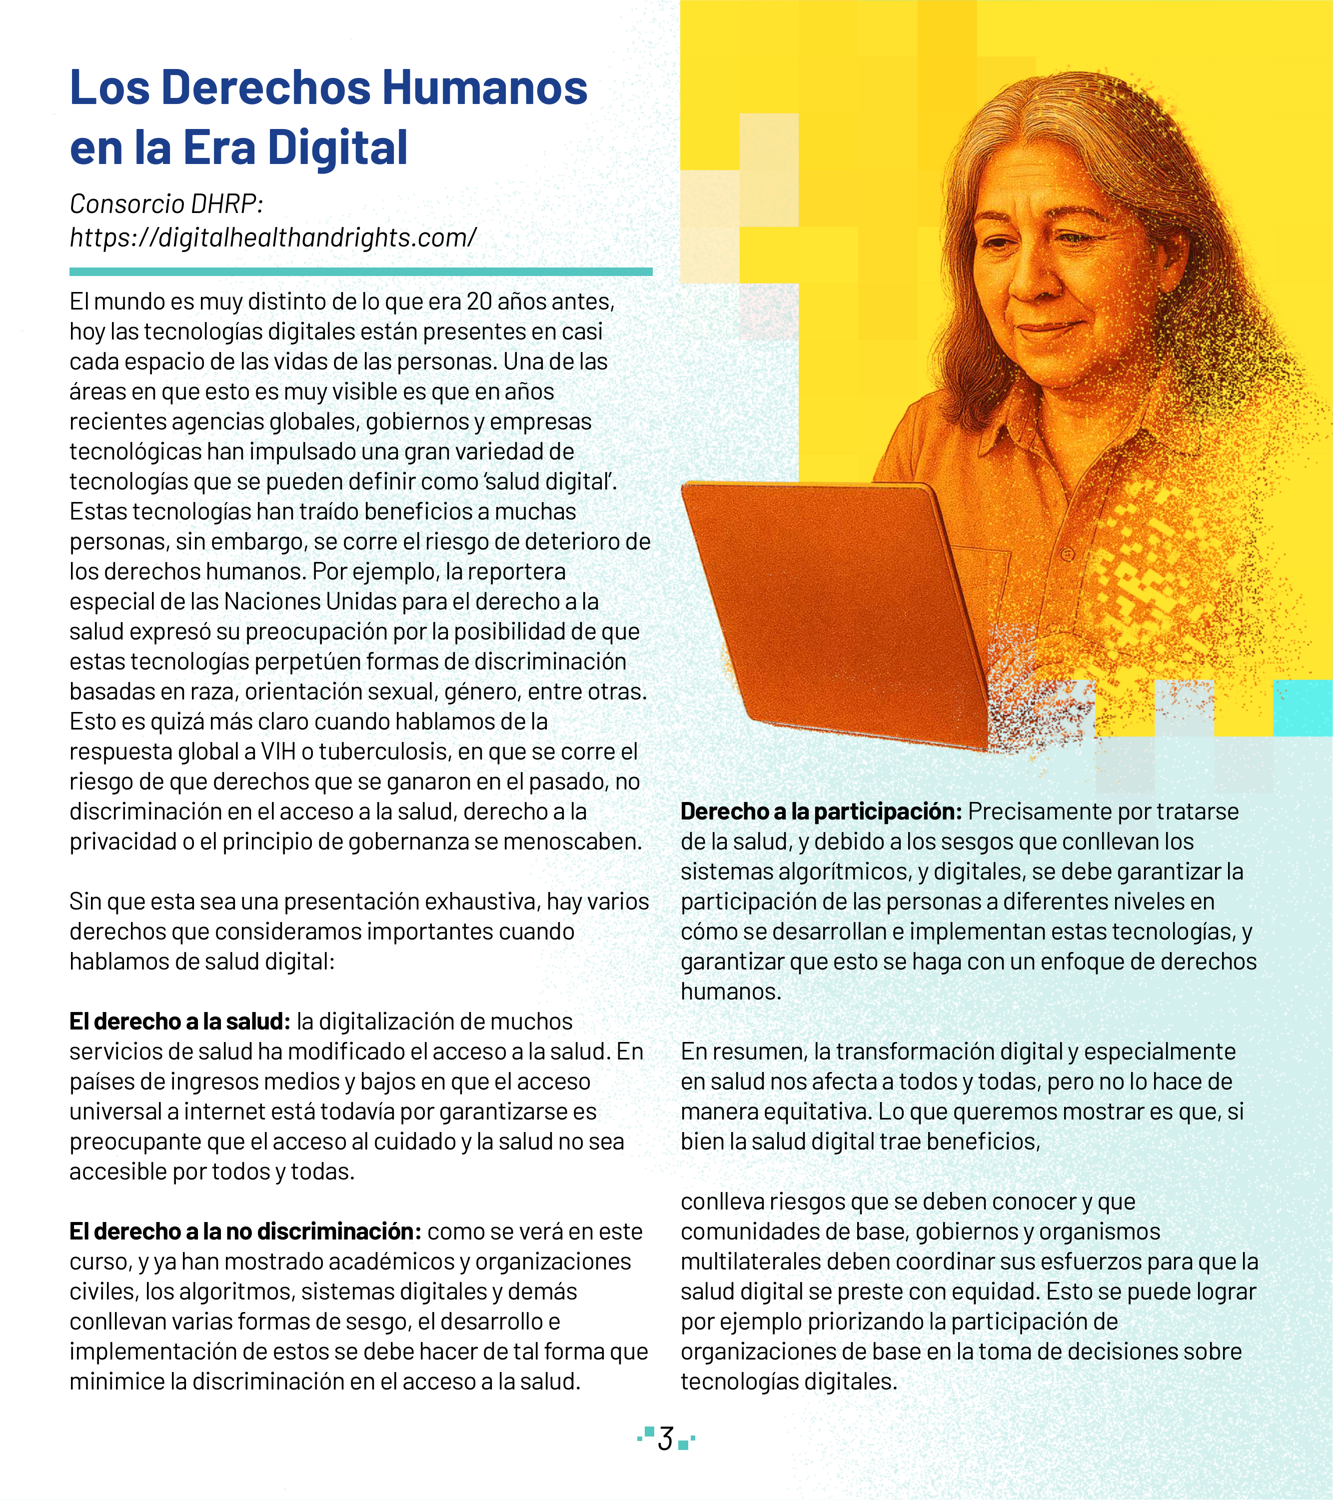 Los Derechos Humanos
en la Era Digital
Consorcio DHRP:
https://digitalhealthandrights.com/
El mundo es muy distinto de lo que era 20 años antes,
hoy las tecnologías digitales están presentes en casi
cada espacio de las vidas de las personas. Una de las
áreas en que esto es muy visible es que en años
recientes agencias globales, gobiernos y empresas
tecnológicas han impulsado una gran variedad de
tecnologías que se pueden definir como ‘salud digital’.
Estas tecnologías han traído beneficios a muchas
personas, sin embargo, se corre el riesgo de deterioro de
los derechos humanos. Por ejemplo, la reportera
especial de las Naciones Unidas para el derecho a la
salud expresó su preocupación por la posibilidad de que
estas tecnologías perpetúen formas de discriminación
basadas en raza, orientación sexual, género, entre otras.
Esto es quizá más claro cuando hablamos de la
respuesta global a VIH o tuberculosis, en que se corre el
riesgo de que derechos que se ganaron en el pasado, no
discriminación en el acceso a la salud, derecho a la
privacidad o el principio de gobernanza se menoscaben.
Sin que esta sea una presentación exhaustiva, hay varios
derechos que consideramos importantes cuando
hablamos de salud digital:
El derecho a la salud: la digitalización de muchos
servicios de salud ha modificado el acceso a la salud. En
países de ingresos medios y bajos en que el acceso
universal a internet está todavía por garantizarse es
preocupante que el acceso al cuidado y la salud no sea
accesible por todos y todas.
El derecho a la no discriminación: como se verá en este
curso, y ya han mostrado académicos y organizaciones
civiles, los algoritmos, sistemas digitales y demás
conllevan varias formas de sesgo, el desarrollo e
implementación de estos se debe hacer de tal forma que
minimice la discriminación en el acceso a la salud.
Derecho a la participación: Precisamente por tratarse
de la salud, y debido a los sesgos que conllevan los
sistemas algorítmicos, y digitales, se debe garantizar la
participación de las personas a diferentes niveles en
cómo se desarrollan e implementan estas tecnologías, y
garantizar que esto se haga con un enfoque de derechos
humanos.
En resumen, la transformación digital y especialmente
en salud nos afecta a todos y todas, pero no lo hace de
manera equitativa. Lo que queremos mostrar es que, si
bien la salud digital trae beneficios,
conlleva riesgos que se deben conocer y que
comunidades de base, gobiernos y organismos
multilaterales deben coordinar sus esfuerzos para que la
salud digital se preste con equidad. Esto se puede lograr
por ejemplo priorizando la participación de
organizaciones de base en la toma de decisiones sobre
tecnologías digitales.
3